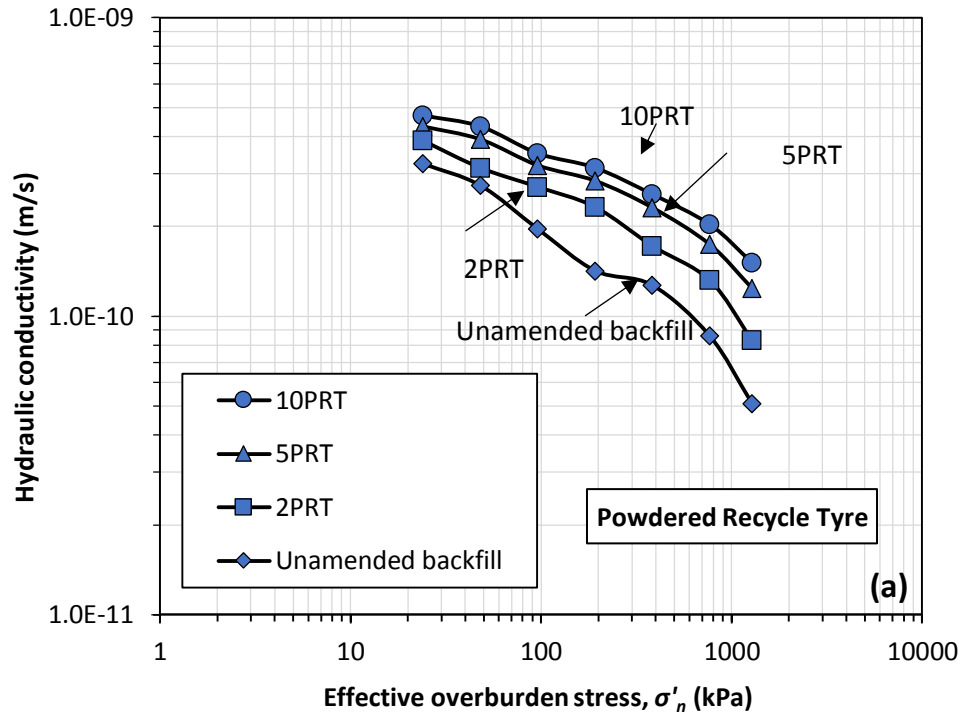 1.0E-09
1.0E-10
1.0E-11
Hydraulic conductivity (m/s)
10PRT
5PRT
2PRT
Unamended backfill
10PRT
5PRT
2PRT
Unamended backfill
Powdered Recycle Tyre
(a)
1 10 100 1000 10000
Effective overburden stress, σ'n (kPa)